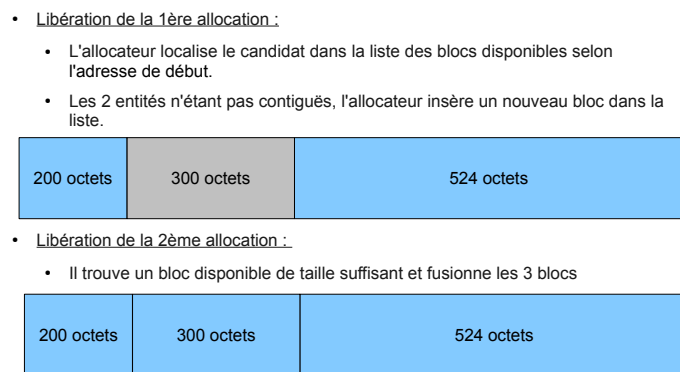 • Libération de la 1ère allocation :
• L'allocateur localise le candidat dans la liste des blocs disponibles selon
l'adresse de début.
• Les 2 entités n'étant pas contiguës, l'allocateur insère un nouveau bloc dans la
liste.
200 octets 300 octets 524 octets
• Libération de la 2ème allocation :
• Il trouve un bloc disponible de taille suffisant et fusionne les 3 blocs
200 octets 300 octets 524 octets